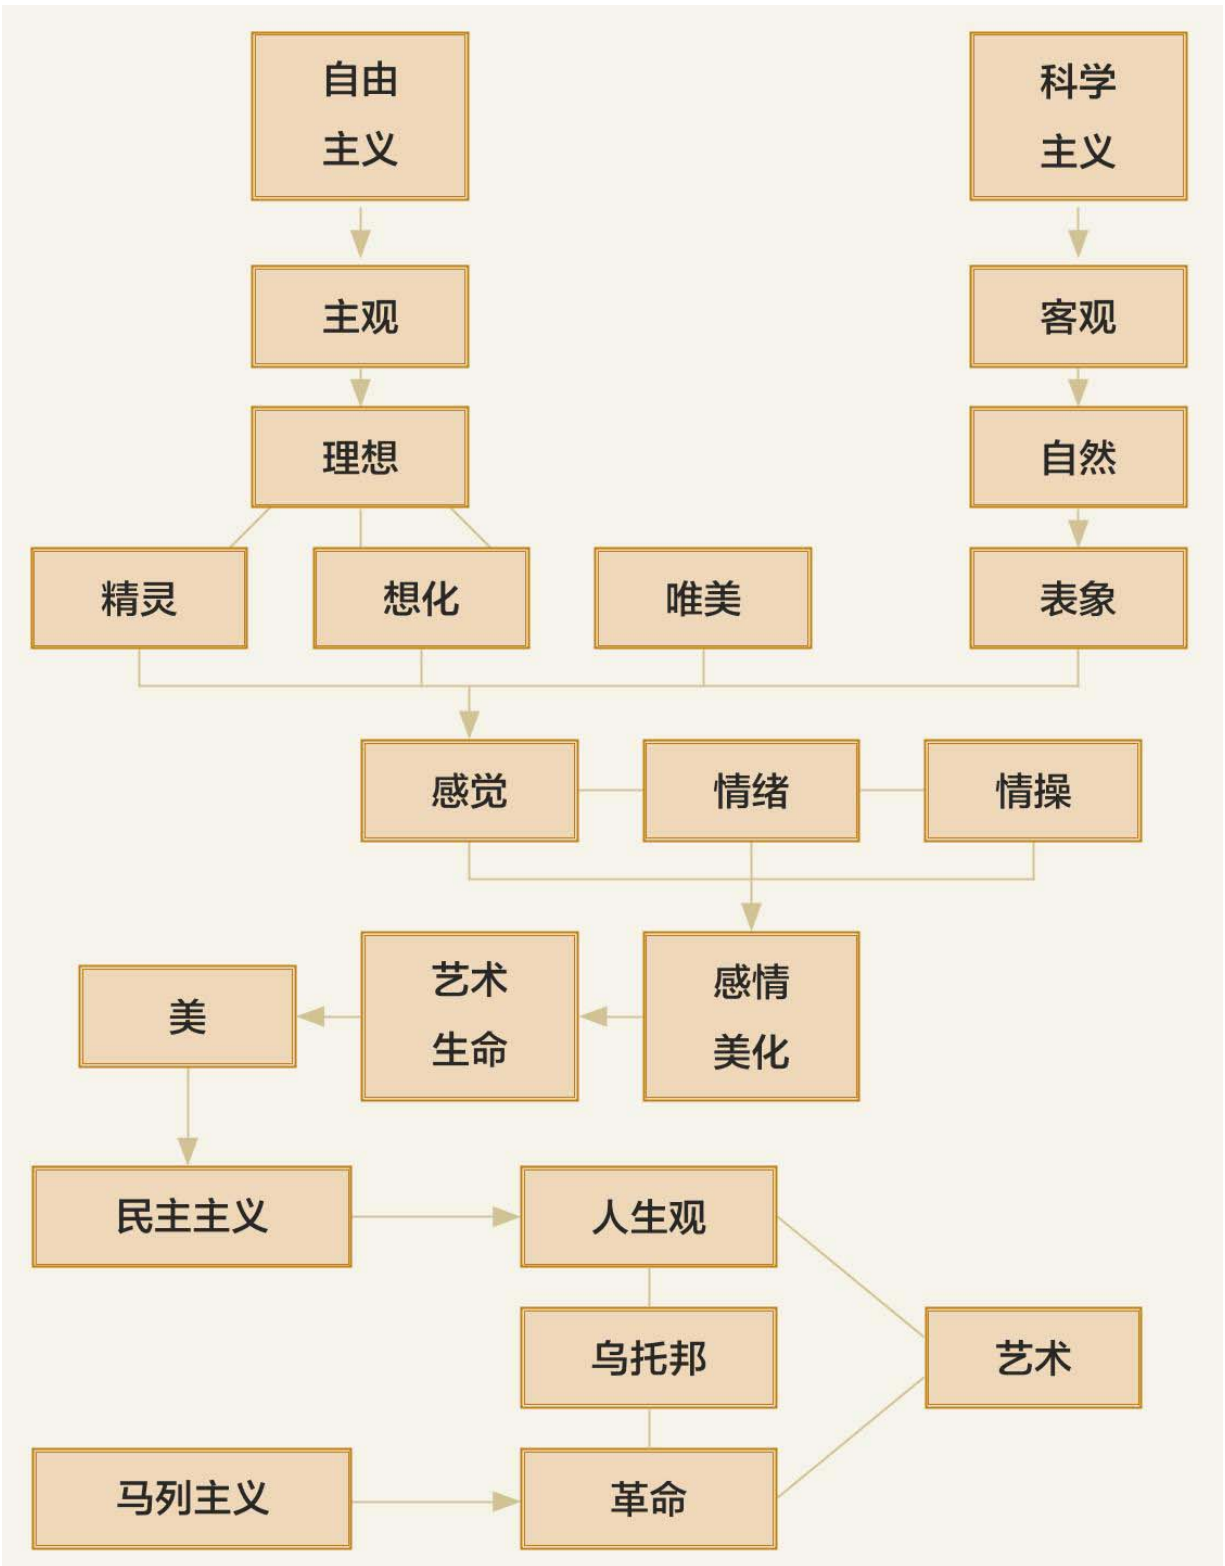 自由
主义
科学
主义
主观
客观
理想
自然
精灵
想化
唯美
表象
感觉
情绪
情操
美
艺术
生命
感情
美化
民主主义
人生观
乌托邦
艺术
马列主义
革命